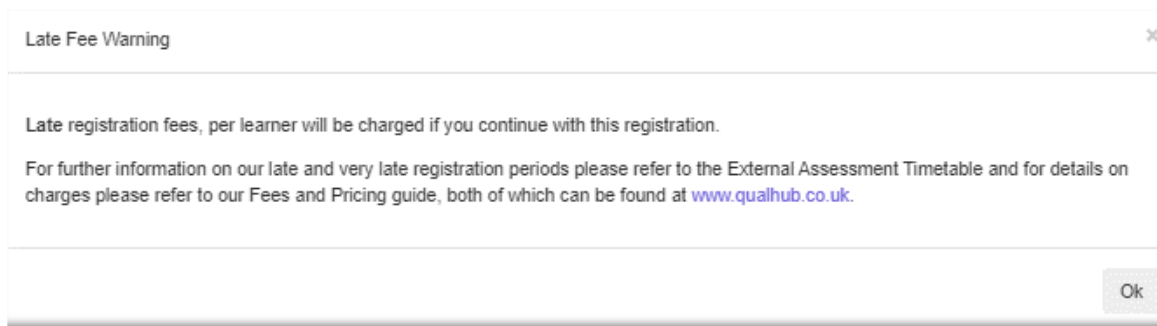 Late Fee Warning
Late registration fees, per learner will be charged if you continue with this registration.
For further information on our late and very late registration periods please refer to the External Assessment Timetable and for details on
charges please refer to our Fees and Pricing guide, both of which can be found at www.qualhub.co.uk.
Ok